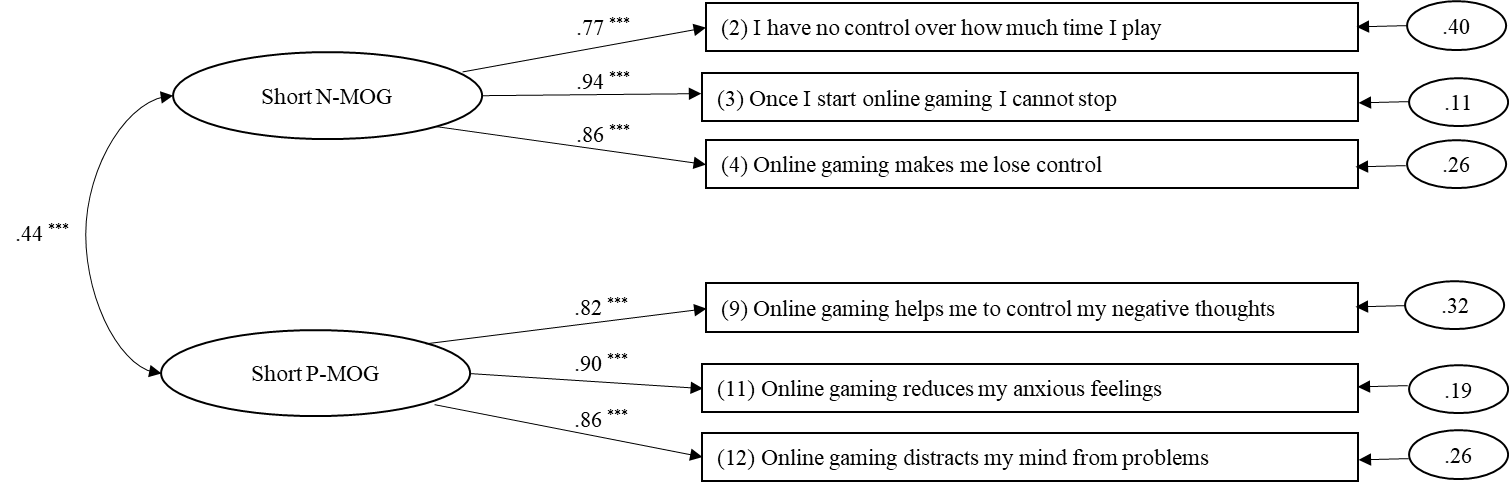 .77 ***
(2) I have no control over how much time I play
.40
Short N-MOG
.94 ***
(3) Once I start online gaming I cannot stop
.11
.86 ***
(4) Online gaming makes me lose control
.26
.44 ***
.82 ***
(9) Online gaming helps me to control my negative thoughts
.32
Short P-MOG
.90 ***
(11) Online gaming reduces my anxious feelings
.19
.86 ***
(12) Online gaming distracts my mind from problems
.26